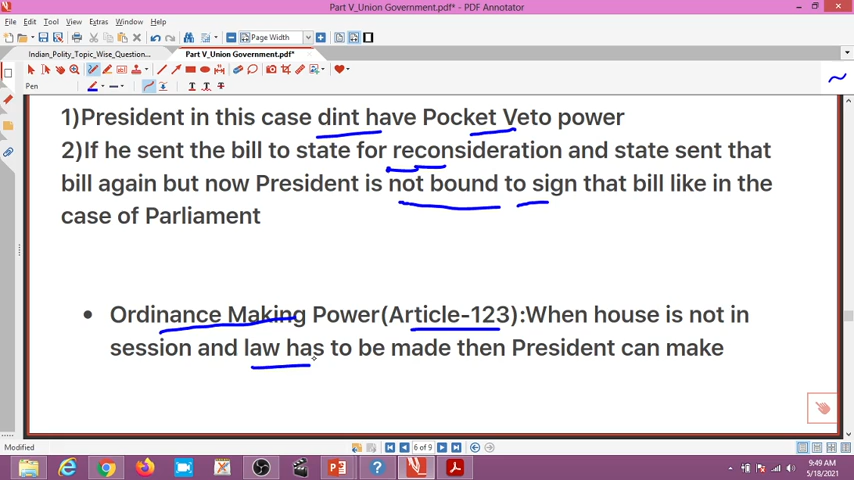 Part V_Union Government.pdf* - PDF Annotator
File Edit Tool View Extras Window Help
Page Width
Indian_Polity_Topic_Wise_Question... Part V_Union Government.pdf*
Pen
1)President in this case dint have Pocket Veto power
2)If he sent the bill to state for reconsideration and state sent that
bill again but now President is not bound to sign that bill like in the
case of Parliament
• Ordinance Making Power(Article-123):When house is not in
session and law has to be made then President can make
Modified 6 of 9
9:49 AM
5/18/2021